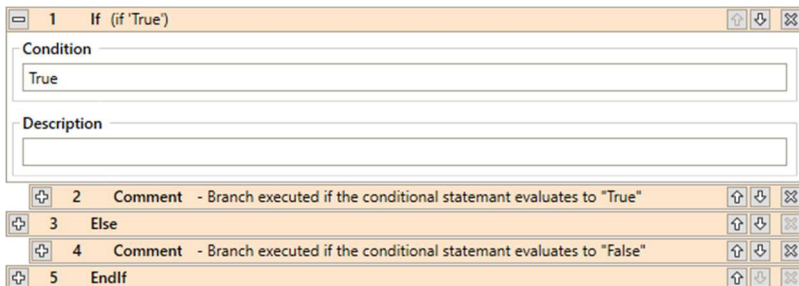 1 If (if 'True')
Condition
True
Description
2 Comment - Branch executed if the conditional statemant evaluates to "True"
3 Else
4 Comment - Branch executed if the conditional statemant evaluates to "False"
5 EndIf